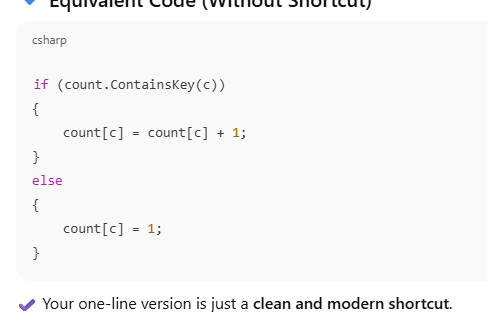 Equivalent Code (Without Shortcut)
csharp
if (count.ContainsKey(c))
{
    count[c] = count[c] + 1;
}
else
{
    count[c] = 1;
}
✔ Your one-line version is just a clean and modern shortcut.